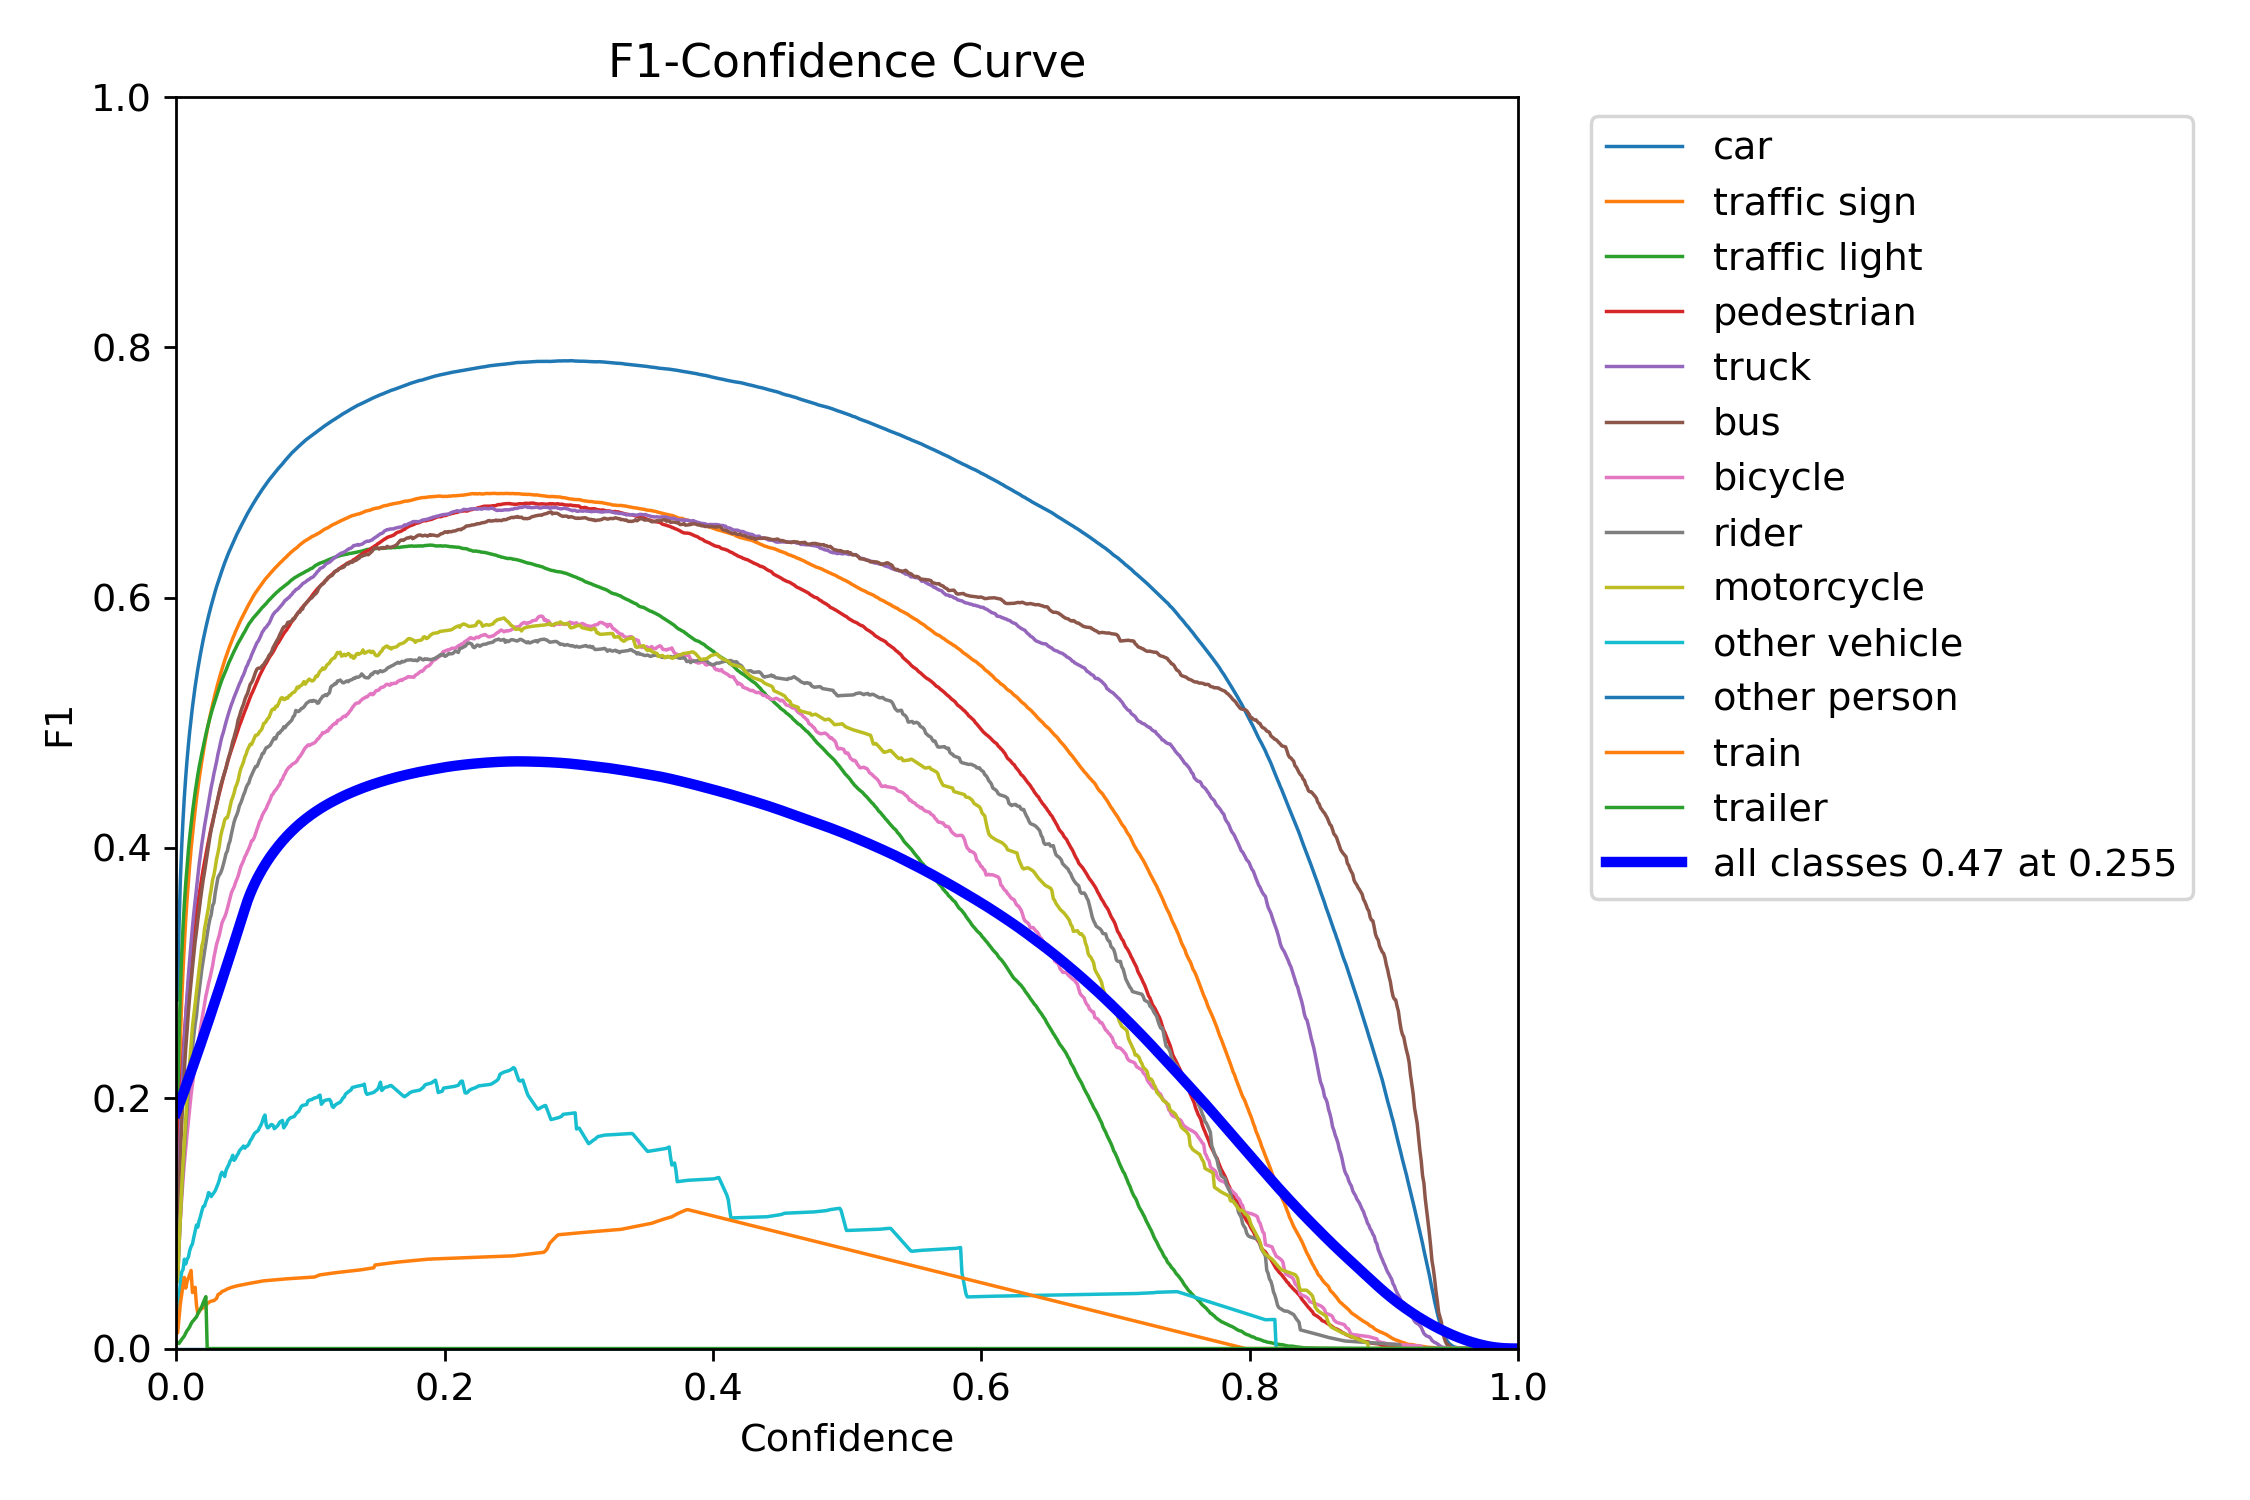 F1-Confidence Curve
1.0
0.8
0.6
0.4
0.2
0.0
F1
0.0 0.2 0.4 0.6 0.8 1.0
Confidence
car
traffic sign
traffic light
pedestrian
truck
bus
bicycle
rider
motorcycle
other vehicle
other person
train
trailer
all classes 0.47 at 0.255